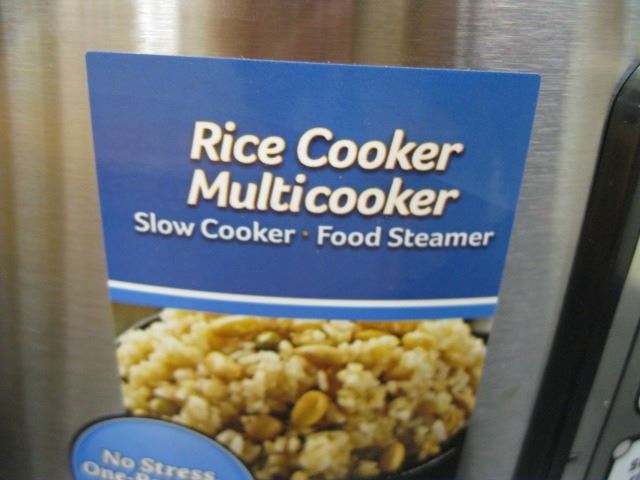 Rice Cooker
Multicooker
Slow Cooker · Food Steamer
No Stress